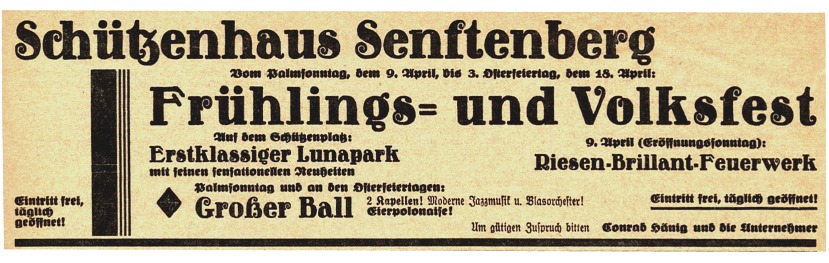 Schützenhaus Senftenberg
Vom Palmsonntag, dem 9. April, bis 3. Osterfeiertag, dem 18. April:
Frühlings= und Volksfest
Auf dem Schützenplatz:
Erstklassiger Lunapark
mit seinen sensationellen Neuheiten
9. April (Eröffnungssonntag):
Riesen-Brillant-Feuerwerk
Palmsonntag und an den Osterfeiertagen:
Großer Ball
2 Kapellen! Moderne Jazzmusik u. Blasorchester!
Eierpolonaise!
Eintritt frei,
täglich
geöffnet!
Eintritt frei, täglich geöffnet!
Um gütigen Zuspruch bitten Conrad Hänig und die Unternehmer